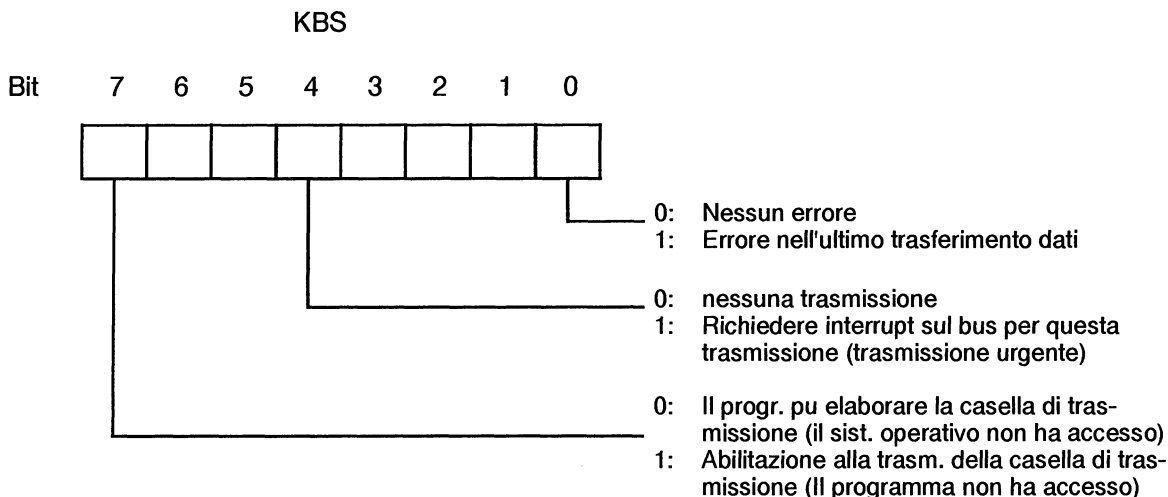 KBS
Bit 7 6 5 4 3 2 1 0
0: Nessun errore
1: Errore nell'ultimo trasferimento dati
0: nessuna trasmissione
1: Richiedere interrupt sul bus per questa
trasmissione (trasmissione urgente)
0: Il progr. pu elaborare la casella di tras-
missione (il sist. operativo non ha accesso)
1: Abilitazione alla trasm. della casella di tras-
missione (Il programma non ha accesso)